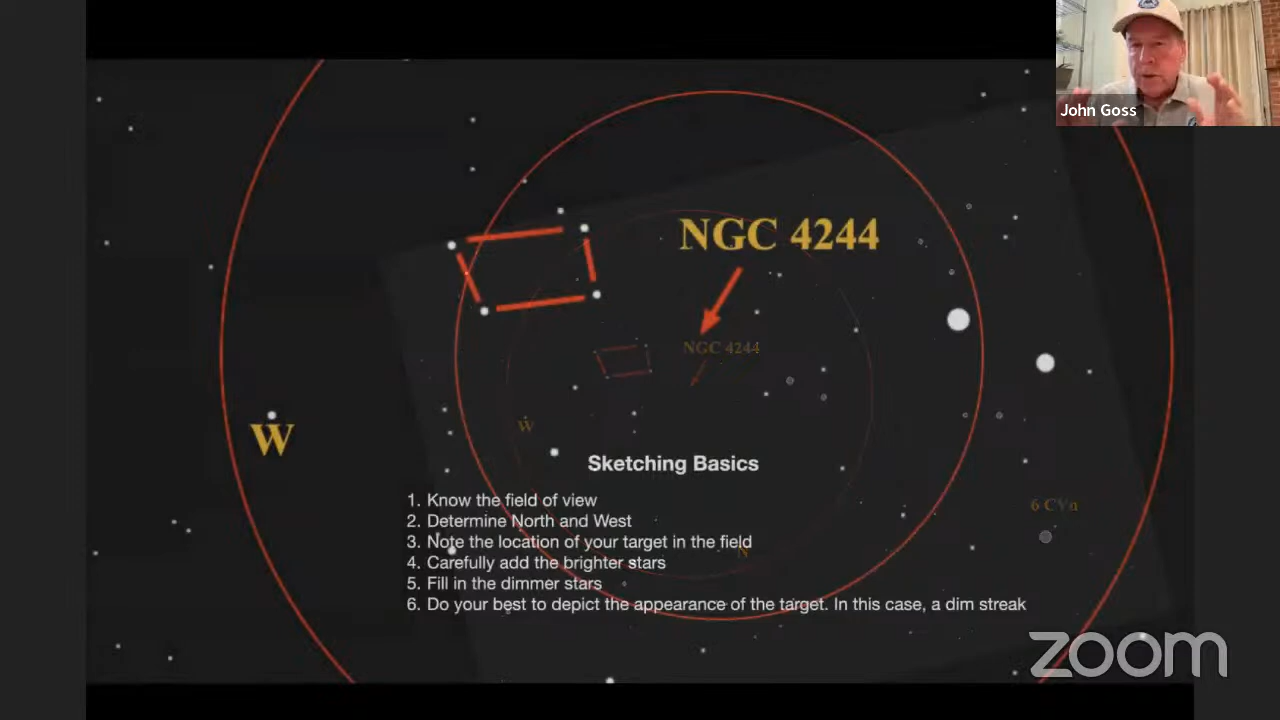 John Goss
NGC 4244
NGC 4244
W
W
Sketching Basics
6 CVn
1. Know the field of view
2. Determine North and West
3. Note the location of your target in the field
N
4. Carefully add the brighter stars
5. Fill in the dimmer stars
6. Do your best to depict the appearance of the target. In this case, a dim streak
zoom